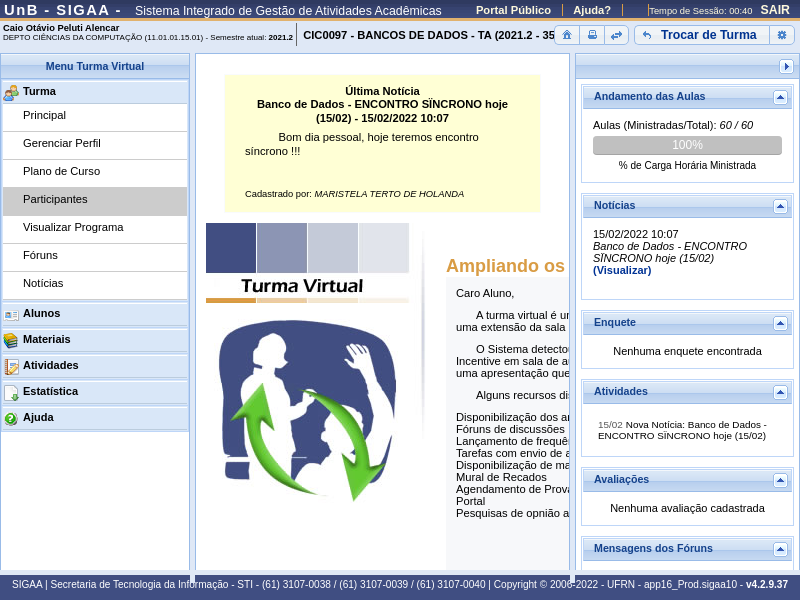 UnB - SIGAA - Sistema Integrado de Gestão de Atividades Acadêmicas Portal Público Ajuda? Tempo de Sessão: 00:40 SAIR
Caio Otávio Peluti Alencar
DEPTO CIÊNCIAS DA COMPUTAÇÃO (11.01.01.15.01) - Semestre atual: 2021.2
CIC0097 - BANCOS DE DADOS - TA (2021.2 - 35
Trocar de Turma
Menu Turma Virtual
Turma
Principal
Gerenciar Perfil
Plano de Curso
Participantes
Visualizar Programa
Fóruns
Notícias
Alunos
Materiais
Atividades
Estatística
Ajuda
Última Notícia
Banco de Dados - ENCONTRO SÏNCRONO hoje
(15/02) - 15/02/2022 10:07
Bom dia pessoal, hoje teremos encontro
síncrono !!!
Cadastrado por: MARISTELA TERTO DE HOLANDA
Turma Virtual
Ampliando os
Caro Aluno,
A turma virtual é um
uma extensão da sala
O Sistema detectou
Incentive em sala de au
uma apresentação que
Alguns recursos dis
Disponibilização dos ar
Fóruns de discussões
Lançamento de frequên
Tarefas com envio de a
Disponibilização de ma
Mural de Recados
Agendamento de Prova
Portal
Pesquisas de opnião a
Andamento das Aulas
Aulas (Ministradas/Total): 60 / 60
100%
% de Carga Horária Ministrada
Notícias
15/02/2022 10:07
Banco de Dados - ENCONTRO
SÏNCRONO hoje (15/02)
(Visualizar)
Enquete
Nenhuma enquete encontrada
Atividades
15/02 Nova Notícia: Banco de Dados -
ENCONTRO SÏNCRONO hoje (15/02)
Avaliações
Nenhuma avaliação cadastrada
Mensagens dos Fóruns
SIGAA | Secretaria de Tecnologia da Informação - STI - (61) 3107-0038 / (61) 3107-0039 / (61) 3107-0040 | Copyright © 2006-2022 - UFRN - app16_Prod.sigaa10 - v4.2.9.37